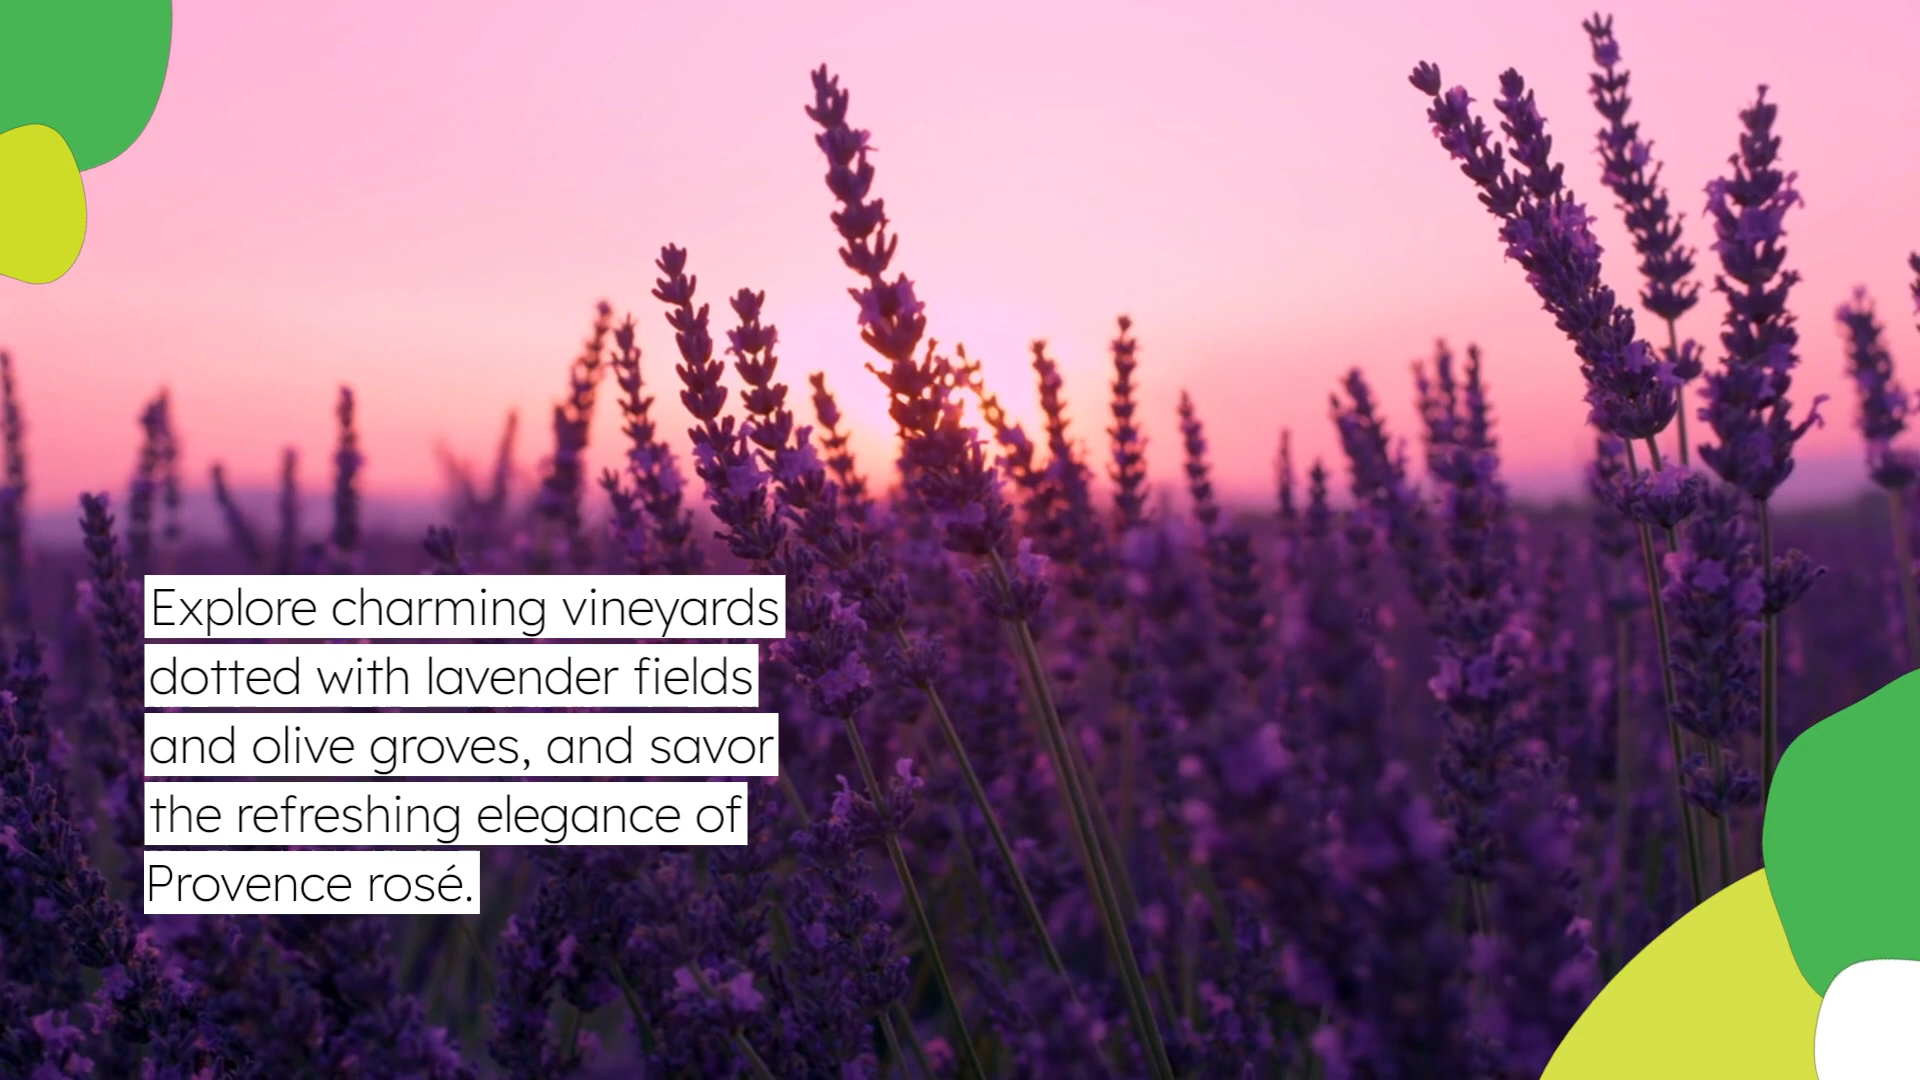 Explore charming vineyards
dotted with lavender fields
and olive groves, and savor
the refreshing elegance of
Provence rosé.